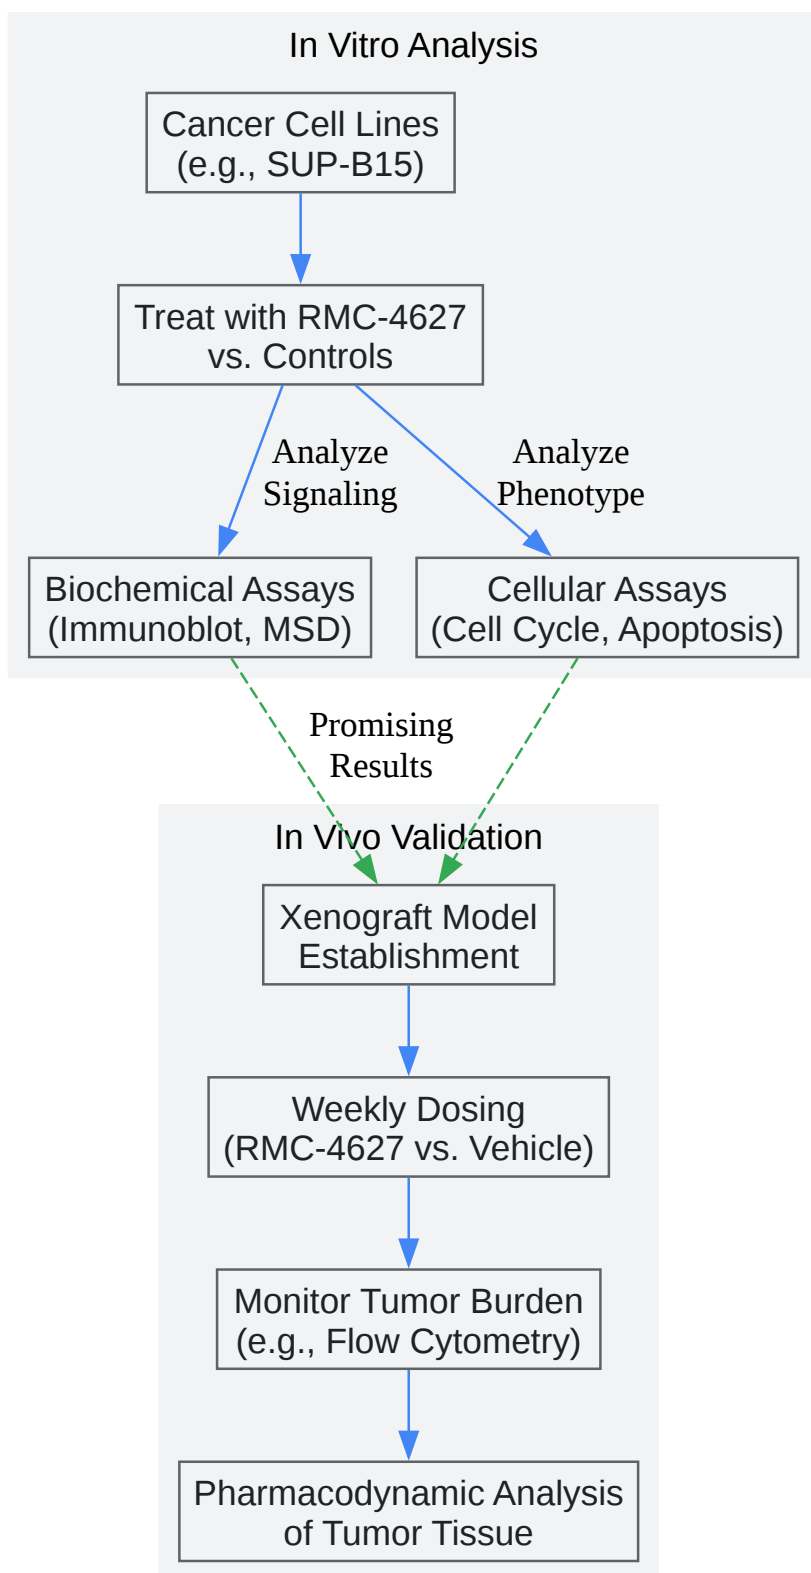 In Vitro Analysis
Cancer Cell Lines
(e.g., SUP-B15)
Treat with RMC-4627
vs. Controls
Analyze
Signaling
Analyze
Phenotype
Biochemical Assays
(Immunoblot, MSD)
Cellular Assays
(Cell Cycle, Apoptosis)
Promising
Results
In Vivo Validation
Xenograft Model
Establishment
Weekly Dosing
(RMC-4627 vs. Vehicle)
Monitor Tumor Burden
(e.g., Flow Cytometry)
Pharmacodynamic Analysis
of Tumor Tissue